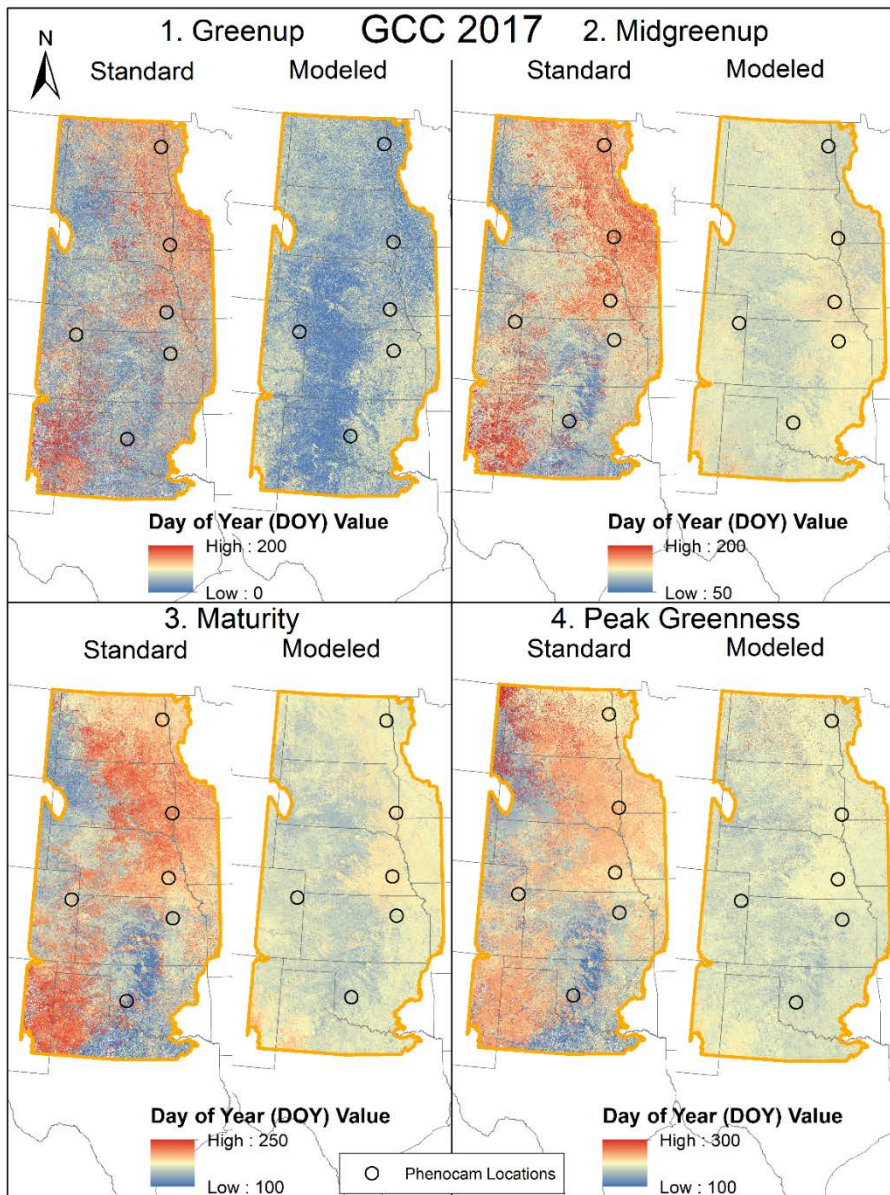 1. Greenup GCC 2017 2. Midgreenup
N
Standard Modeled Standard Modeled
Day of Year (DOY) Value
High : 200
Low : 0
Day of Year (DOY) Value
High : 200
Low : 50
3. Maturity 4. Peak Greenness
Standard Modeled Standard Modeled
Day of Year (DOY) Value
High : 250
Low : 100
Day of Year (DOY) Value
High : 300
Low : 100
Phenocam Locations